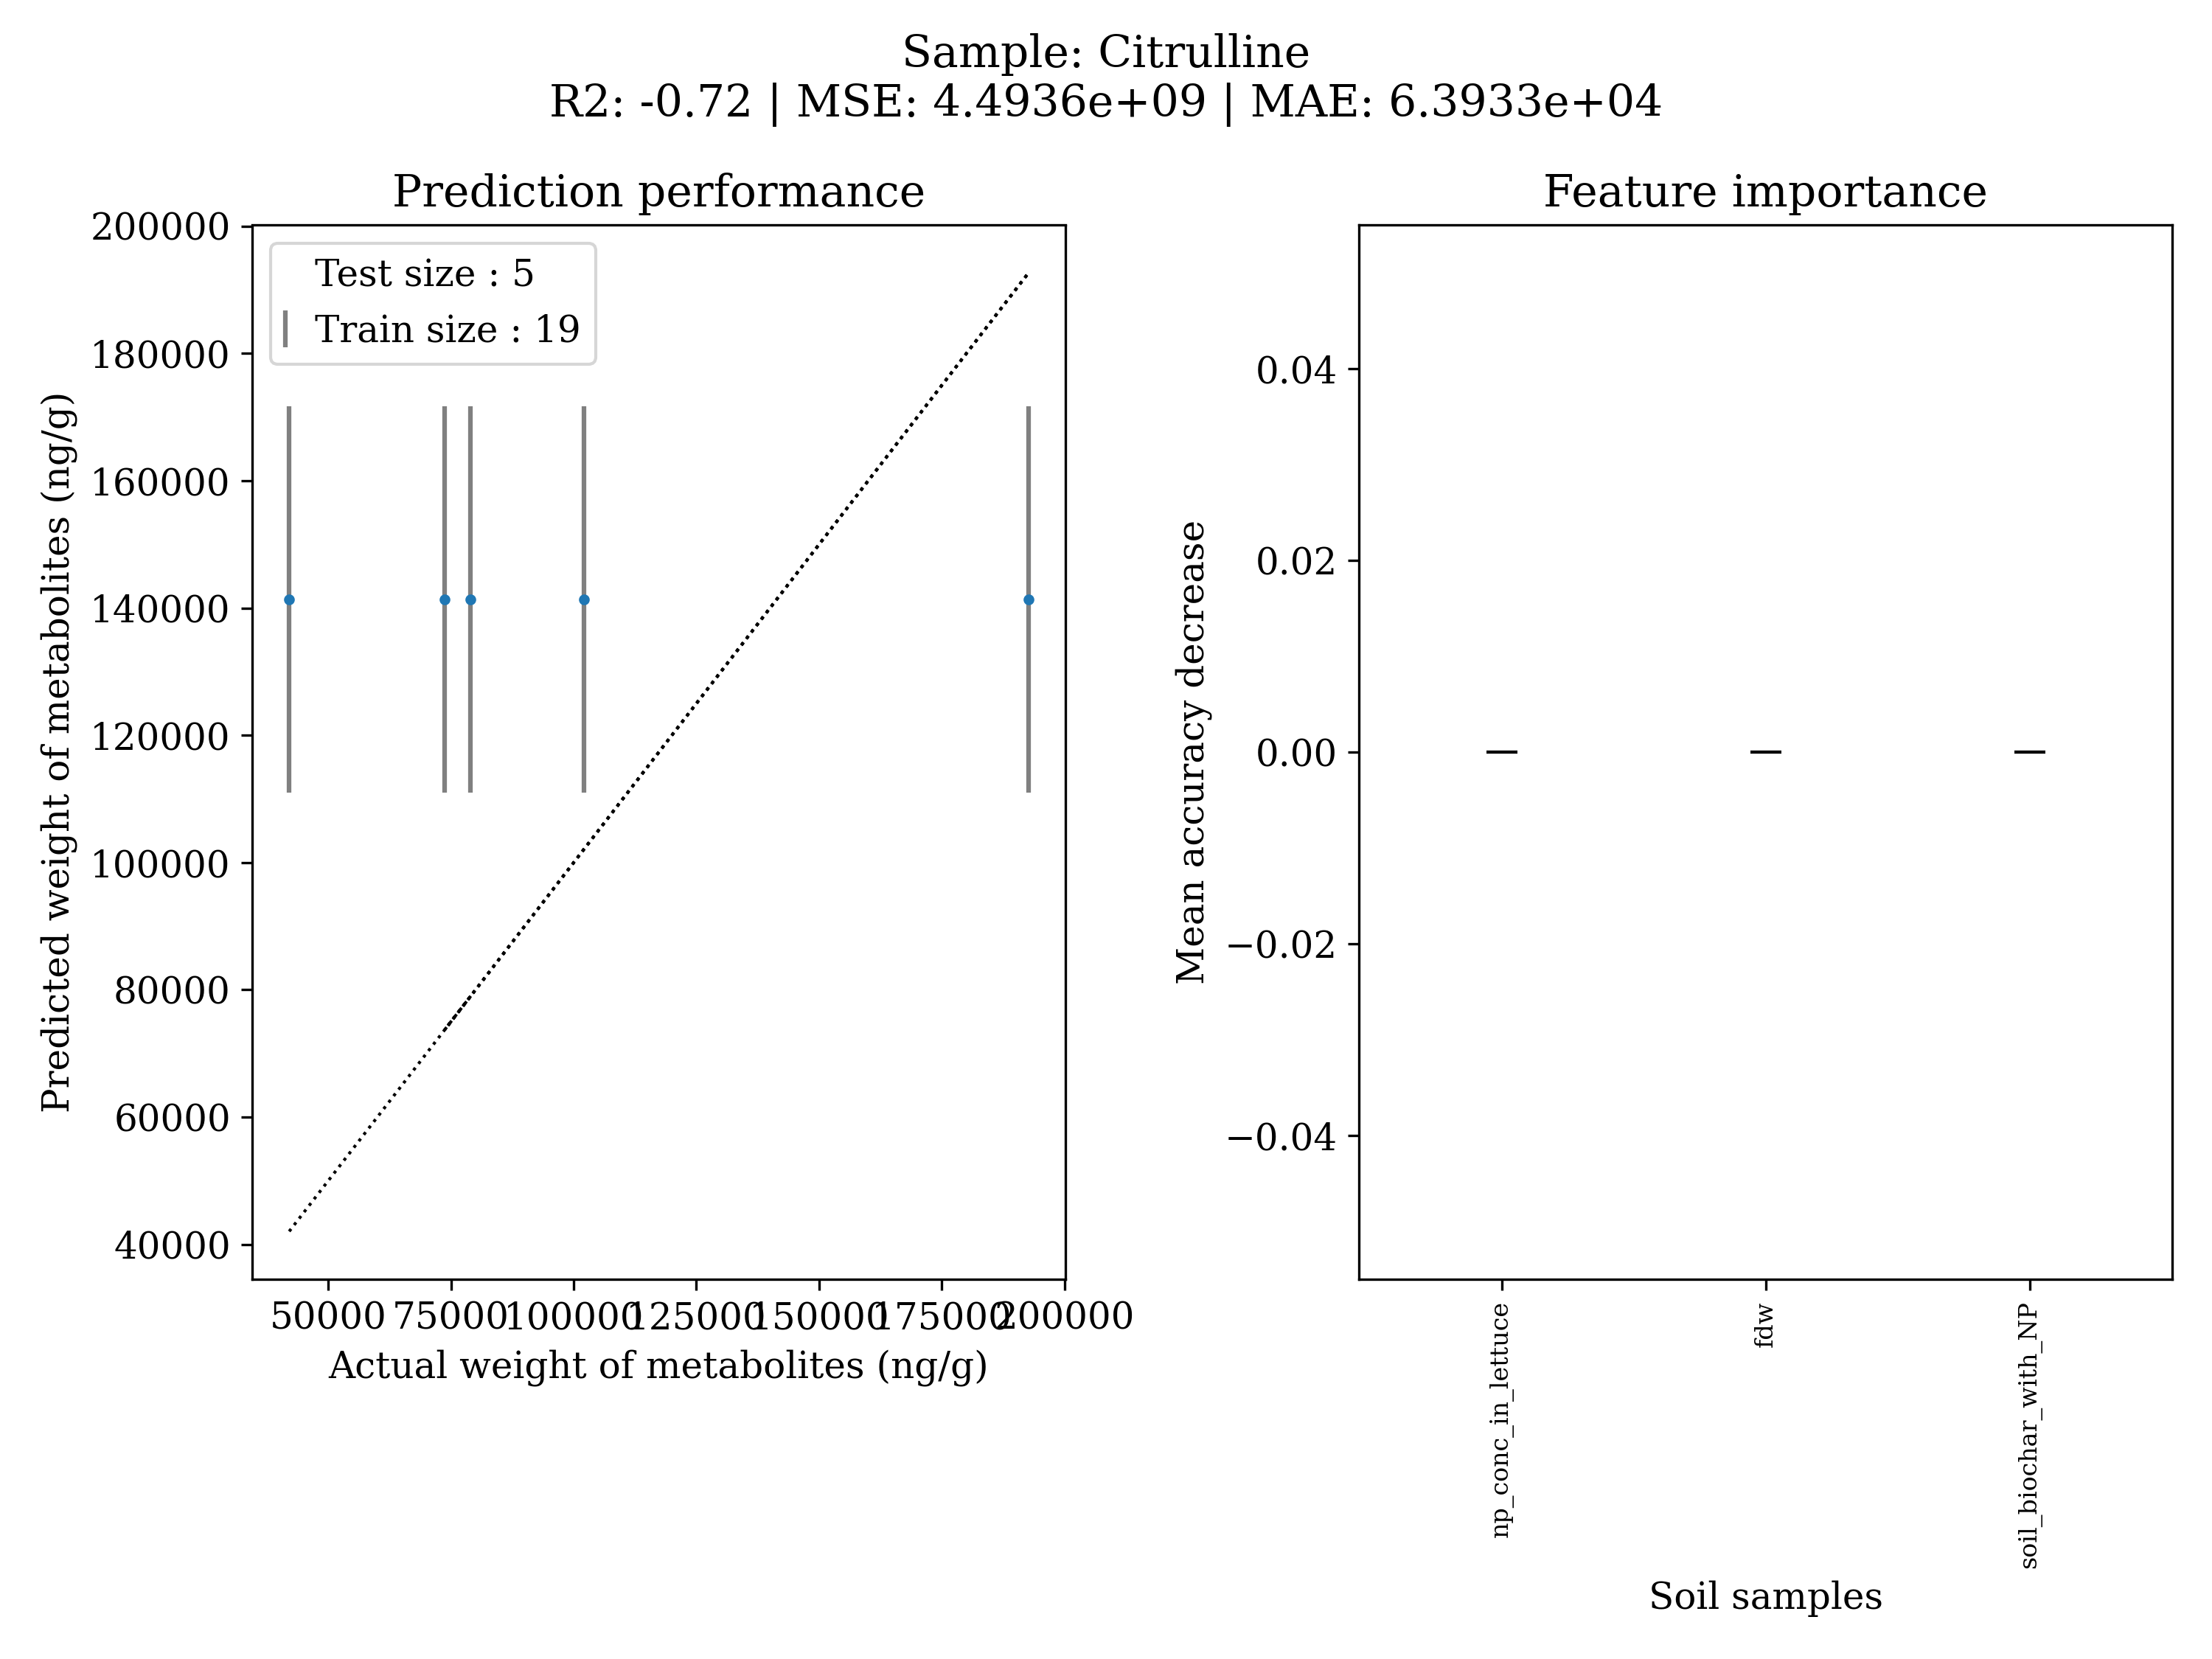 Sample: Citrulline
R2: -0.72 | MSE: 4.4936e+09 | MAE: 6.3933e+04
Prediction performance
Test size : 5
Train size : 19
200000
180000
160000
140000
120000
100000
80000
60000
40000
Predicted weight of metabolites (ng/g)
50000 75000 100000 125000 150000 175000 200000
Actual weight of metabolites (ng/g)
Feature importance
0.04
0.02
0.00
−0.02
−0.04
Mean accuracy decrease
np_conc_in_lettuce
fdw
soil_biochar_with_NP
Soil samples